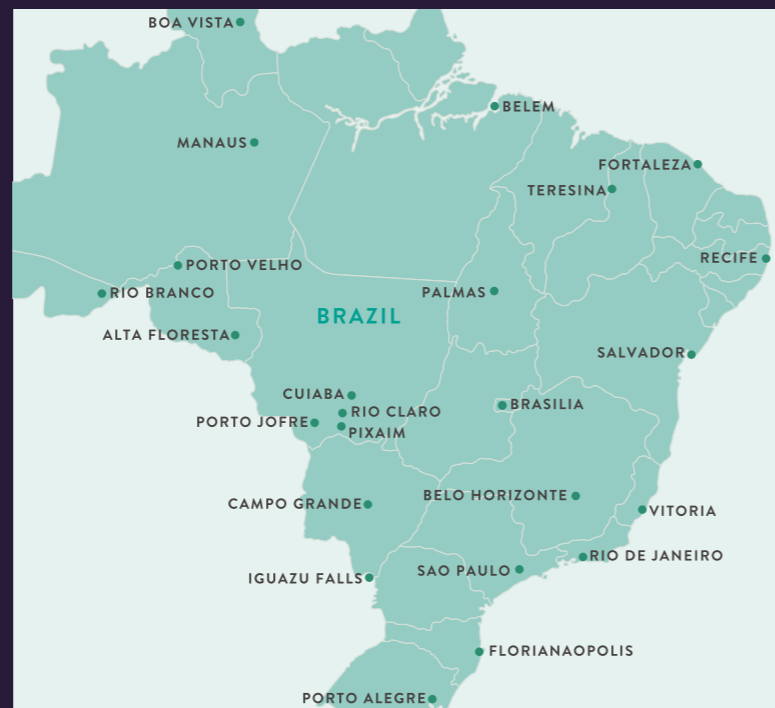 BOA VISTA
BELEM
MANAUS
FORTALEZA
TERESINA
RECIFE
PORTO VELHO
RIO BRANCO
PALMAS
BRAZIL
ALTA FLORESTA
SALVADOR
CUIABA
BRASILIA
RIO CLARO
PORTO JOFRE
PIXAIM
BELO HORIZONTE
CAMPO GRANDE
VITORIA
RIO DE JANEIRO
SAO PAULO
IGUAZU FALLS
FLORIANAOPOLIS
PORTO ALEGRE